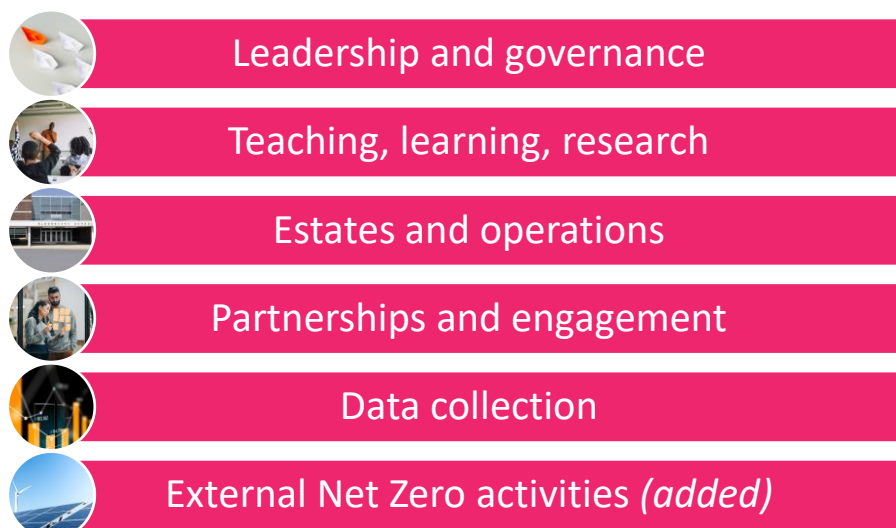 Leadership and governance
Teaching, learning, research
Estates and operations
Partnerships and engagement
Data collection
External Net Zero activities (added)